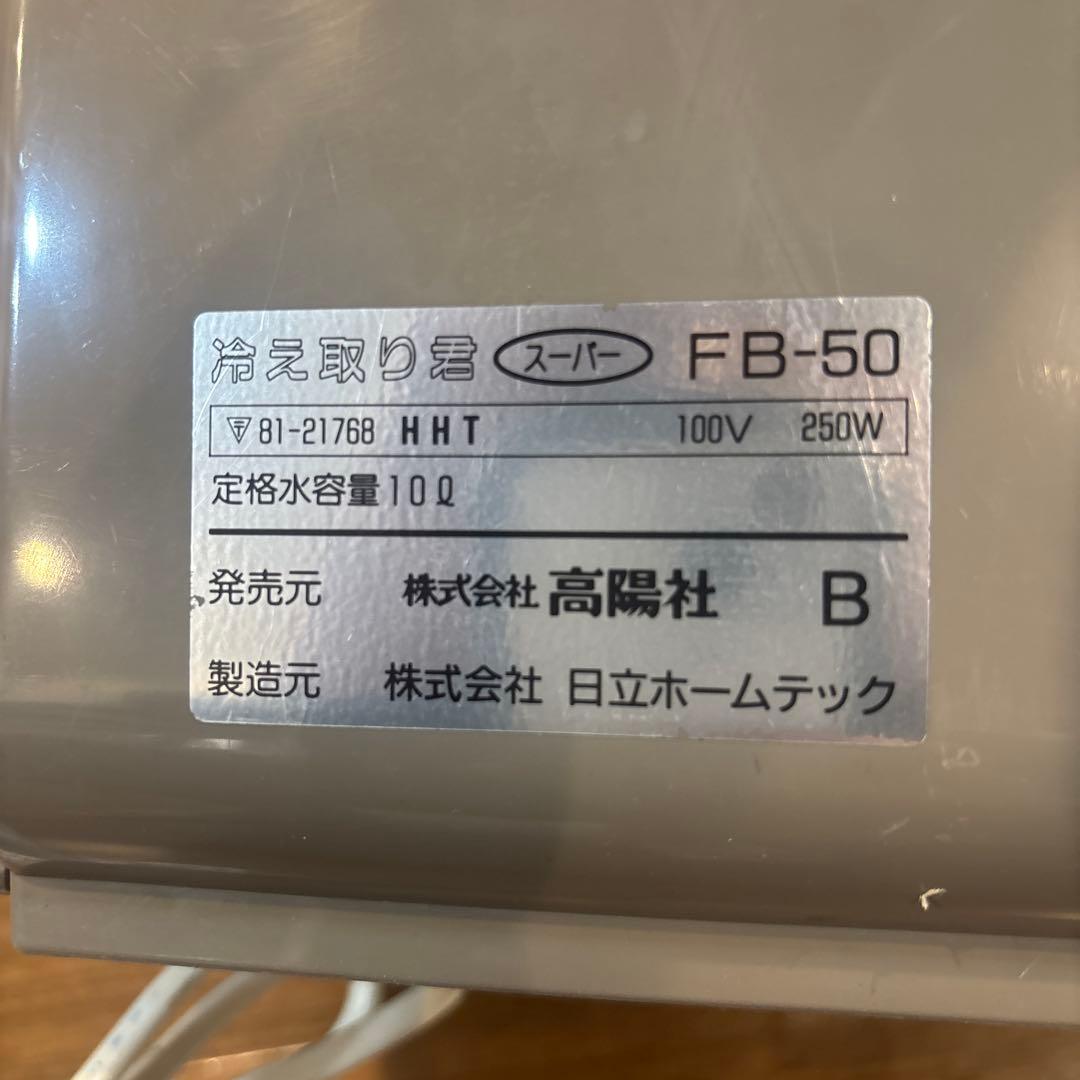 冷え取り君 スーパー FB-50
81-21768 HHT 100V 250W
定格水容量10ℓ
発売元 株式会社 高陽社 B
製造元 株式会社 日立ホームテック